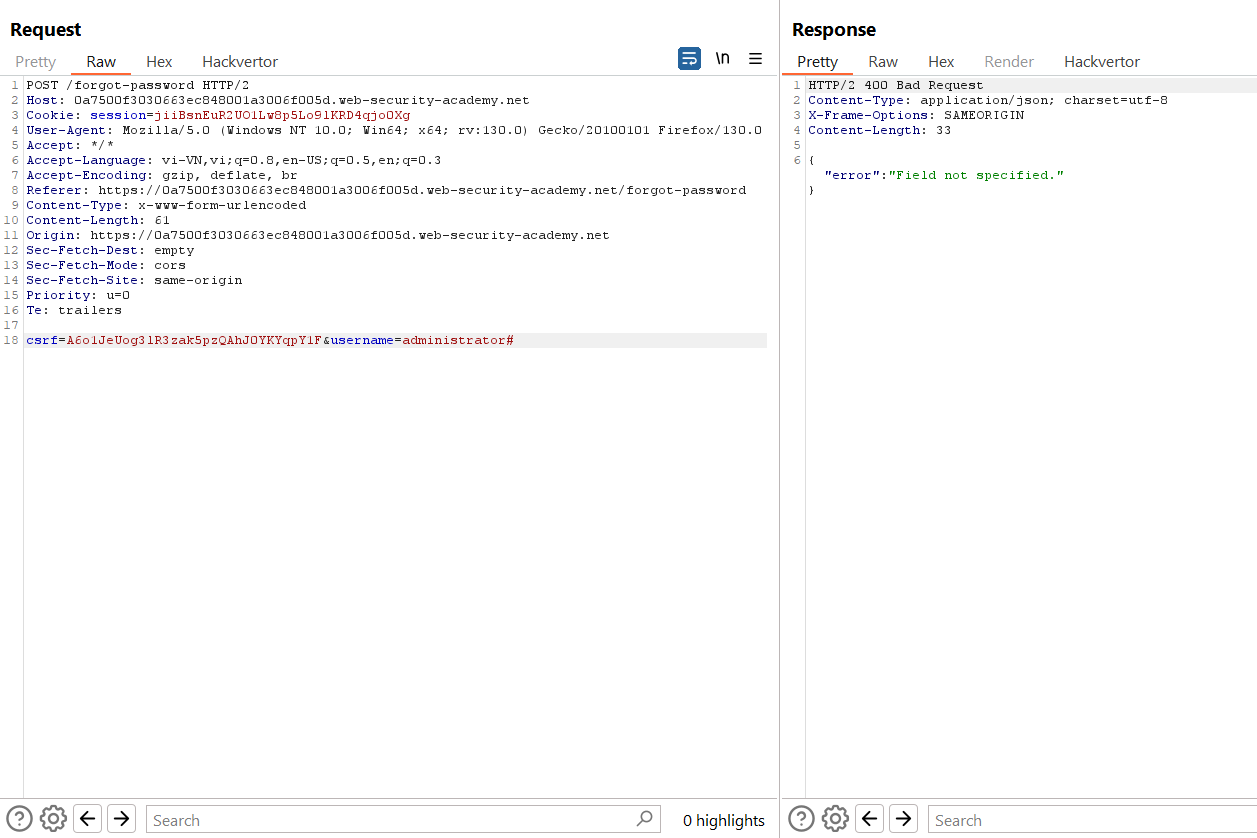 Request
Pretty Raw Hex Hackvertor \n
1 POST /forgot-password HTTP/2
2 Host: 0a7500f3030663ec848001a3006f005d.web-security-academy.net
3 Cookie: session=jiiBsnEuR2UO1Lw8p5Lo91KRD4qjo0Xg
4 User-Agent: Mozilla/5.0 (Windows NT 10.0; Win64; x64; rv:130.0) Gecko/20100101 Firefox/130.0
5 Accept: */*
6 Accept-Language: vi-VN,vi;q=0.8,en-US;q=0.5,en;q=0.3
7 Accept-Encoding: gzip, deflate, br
8 Referer: https://0a7500f3030663ec848001a3006f005d.web-security-academy.net/forgot-password
9 Content-Type: x-www-form-urlencoded
10 Content-Length: 61
11 Origin: https://0a7500f3030663ec848001a3006f005d.web-security-academy.net
12 Sec-Fetch-Dest: empty
13 Sec-Fetch-Mode: cors
14 Sec-Fetch-Site: same-origin
15 Priority: u=0
16 Te: trailers
17
18 csrf=A6o1JeUog3lR3zak5pzQAhJ0YKYqpY1F&username=administrator#
Search
0 highlights
Response
Pretty Raw Hex Render Hackvertor
1 HTTP/2 400 Bad Request
2 Content-Type: application/json; charset=utf-8
3 X-Frame-Options: SAMEORIGIN
4 Content-Length: 33
5
6 {
"error":"Field not specified."
}
Search